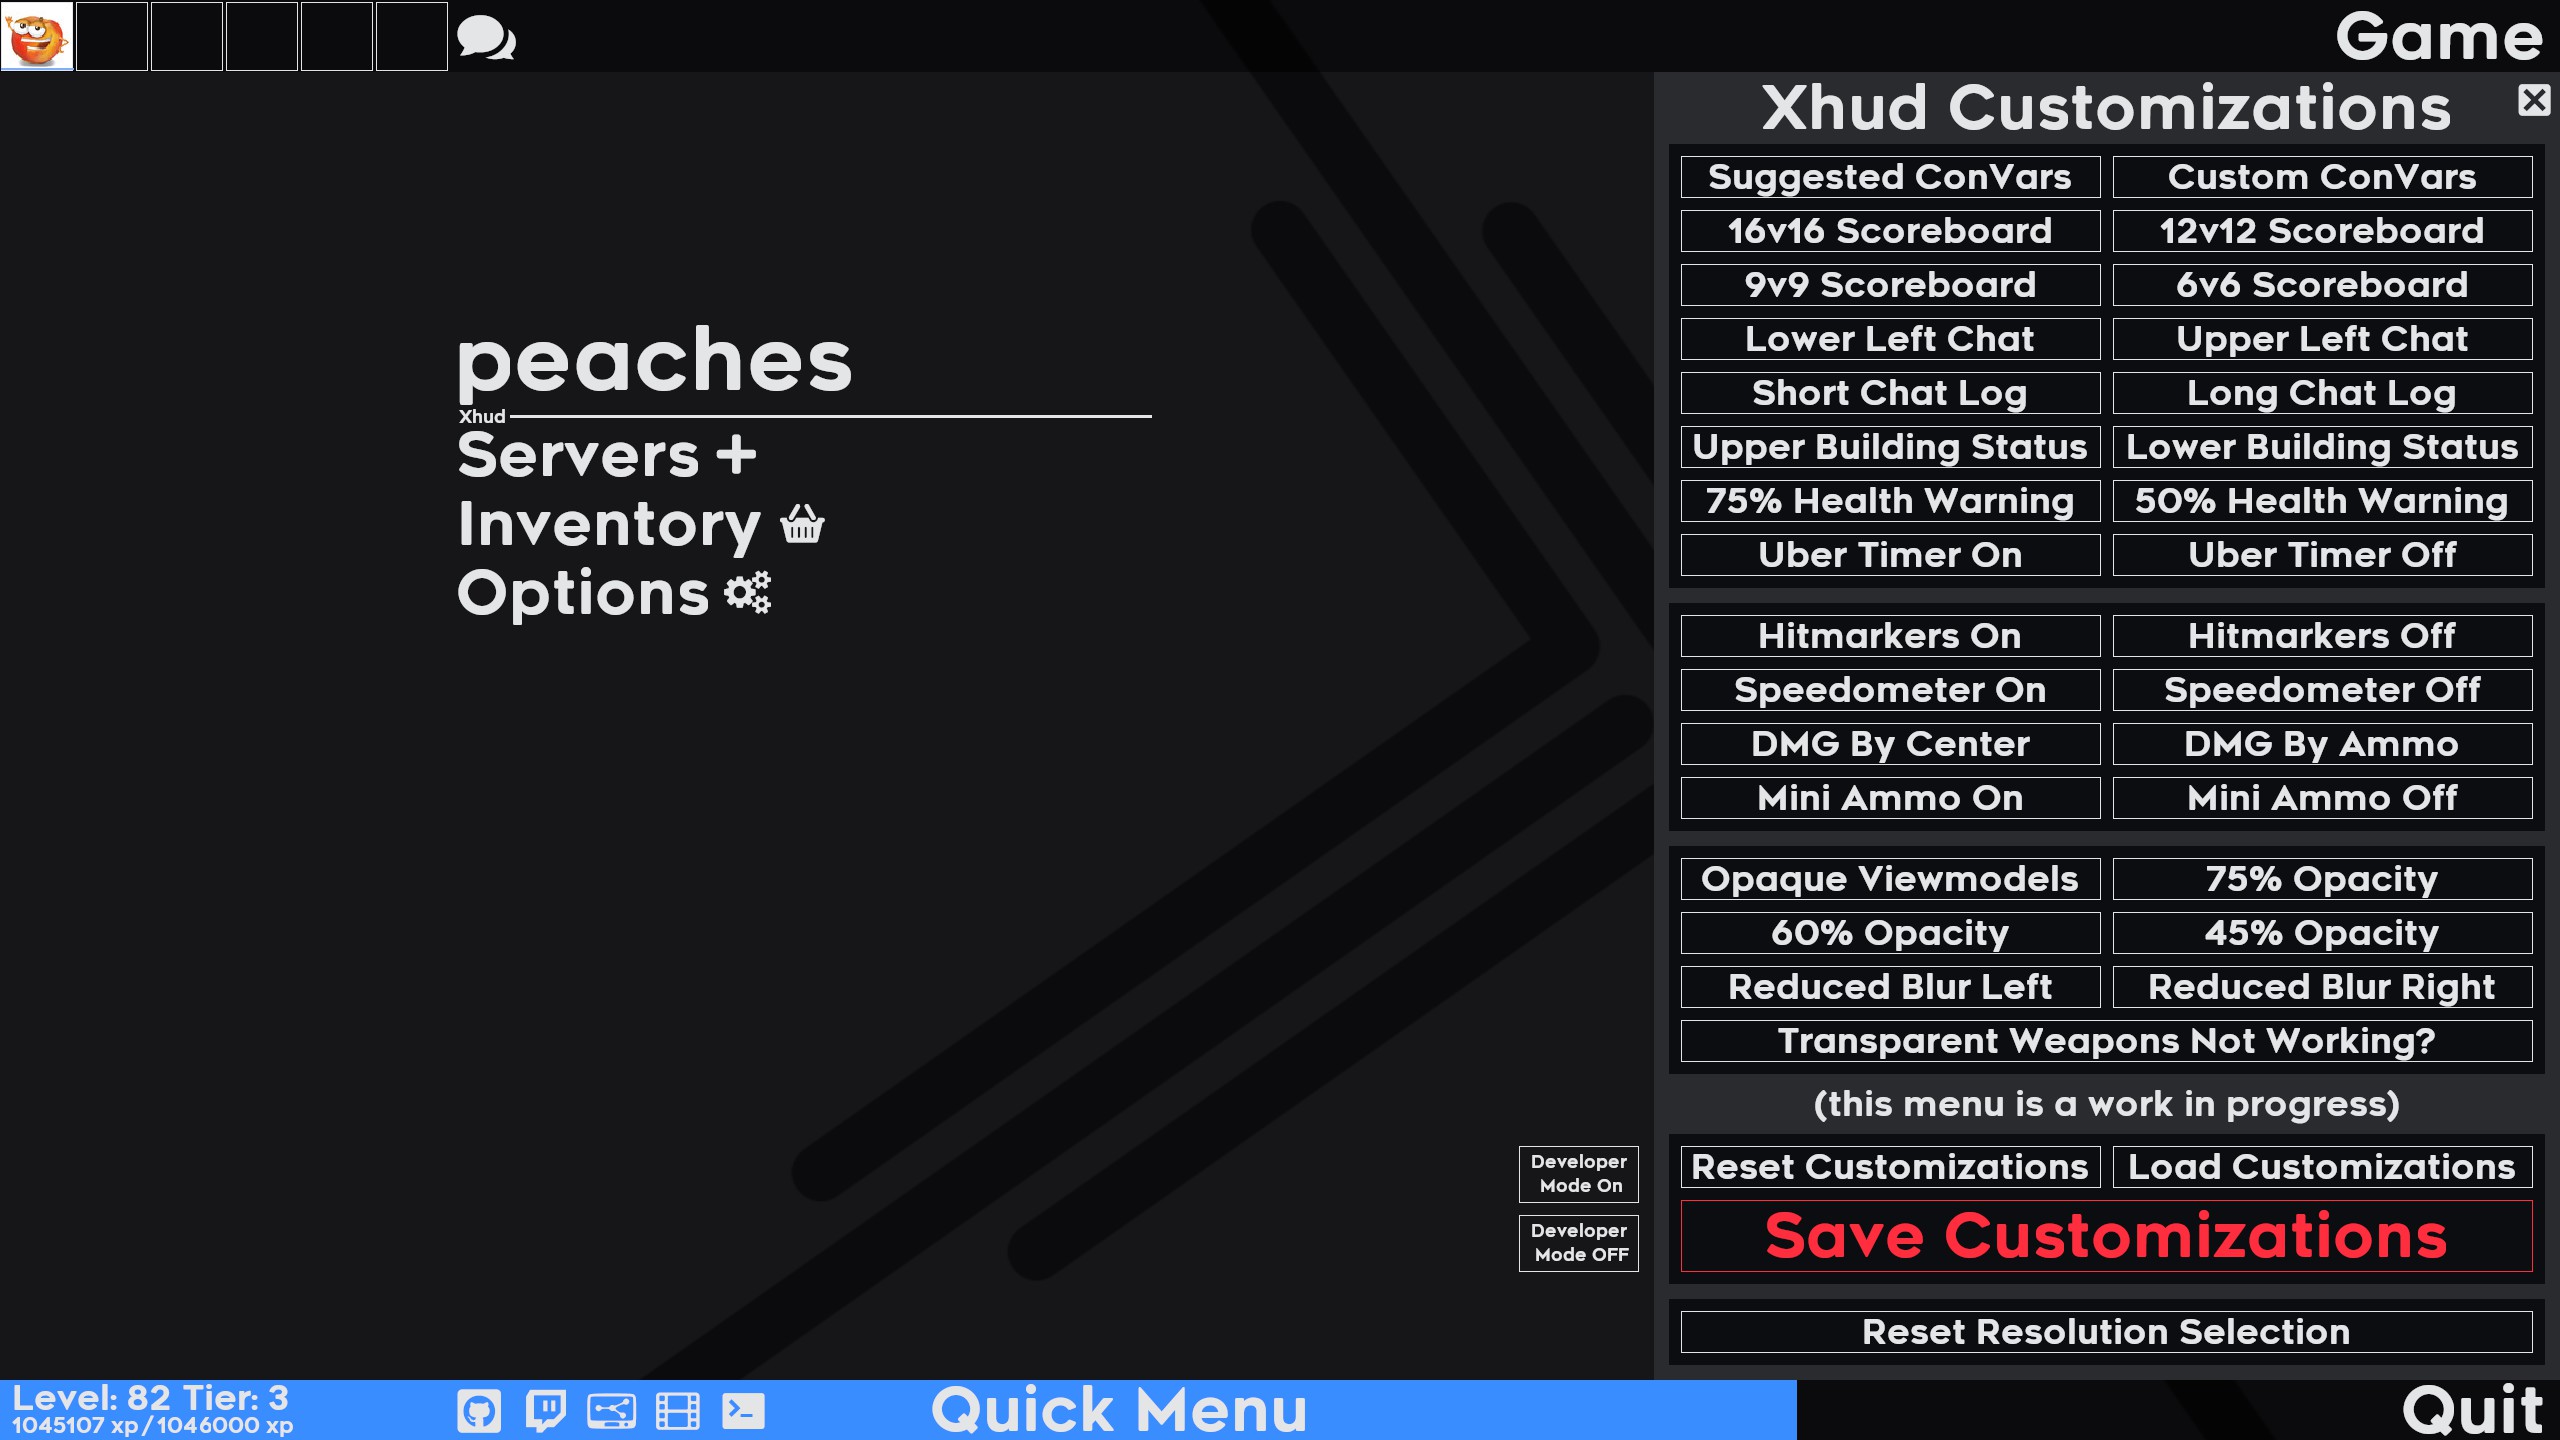 Game
peaches
Xhud
Servers
Inventory
Options
Developer
Mode On
Developer
Mode OFF
Xhud Customizations
Suggested ConVars
Custom ConVars
16v16 Scoreboard
12v12 Scoreboard
9v9 Scoreboard
6v6 Scoreboard
Lower Left Chat
Upper Left Chat
Short Chat Log
Long Chat Log
Upper Building Status
Lower Building Status
75% Health Warning
50% Health Warning
Uber Timer On
Uber Timer Off
Hitmarkers On
Hitmarkers Off
Speedometer On
Speedometer Off
DMG By Center
DMG By Ammo
Mini Ammo On
Mini Ammo Off
Opaque Viewmodels
75% Opacity
60% Opacity
45% Opacity
Reduced Blur Left
Reduced Blur Right
Transparent Weapons Not Working?
(this menu is a work in progress)
Reset Customizations
Load Customizations
Save Customizations
Reset Resolution Selection
Level: 82 Tier: 3
1045107 xp/1046000 xp
Quick Menu
Quit